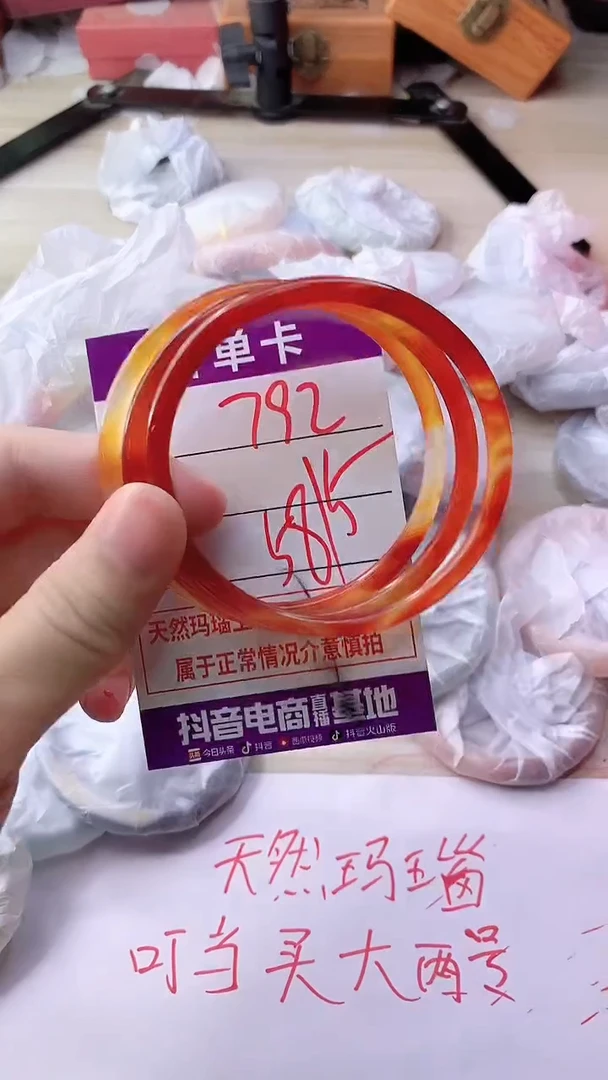 单卡
792
58
天然玛瑙
属于正常情况介意慎拍
抖音电商直播基地
今日头条 抖音 西瓜视频 抖音火山版
天然玛瑙
叮当买大两号